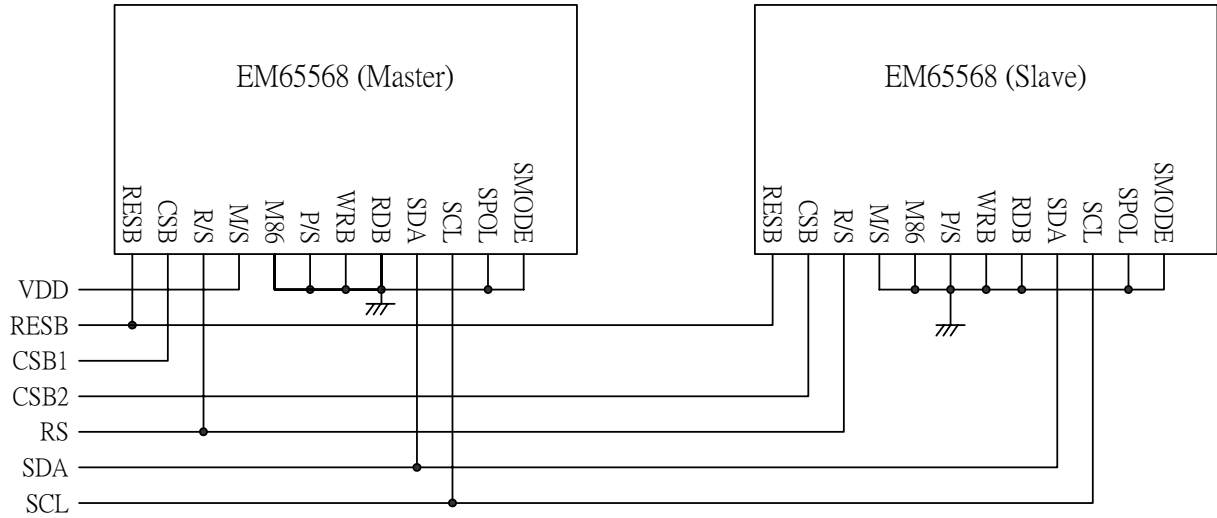 EM65568 (Master)
EM65568 (Slave)
RESB
CSB
R/S
M/S
M86
P/S
WRB
RDB
SDA
SCL
SPOL
SMODE
RESB
CSB
R/S
M/S
M86
P/S
WRB
RDB
SDA
SCL
SPOL
SMODE
VDD
RESB
CSB1
CSB2
RS
SDA
SCL